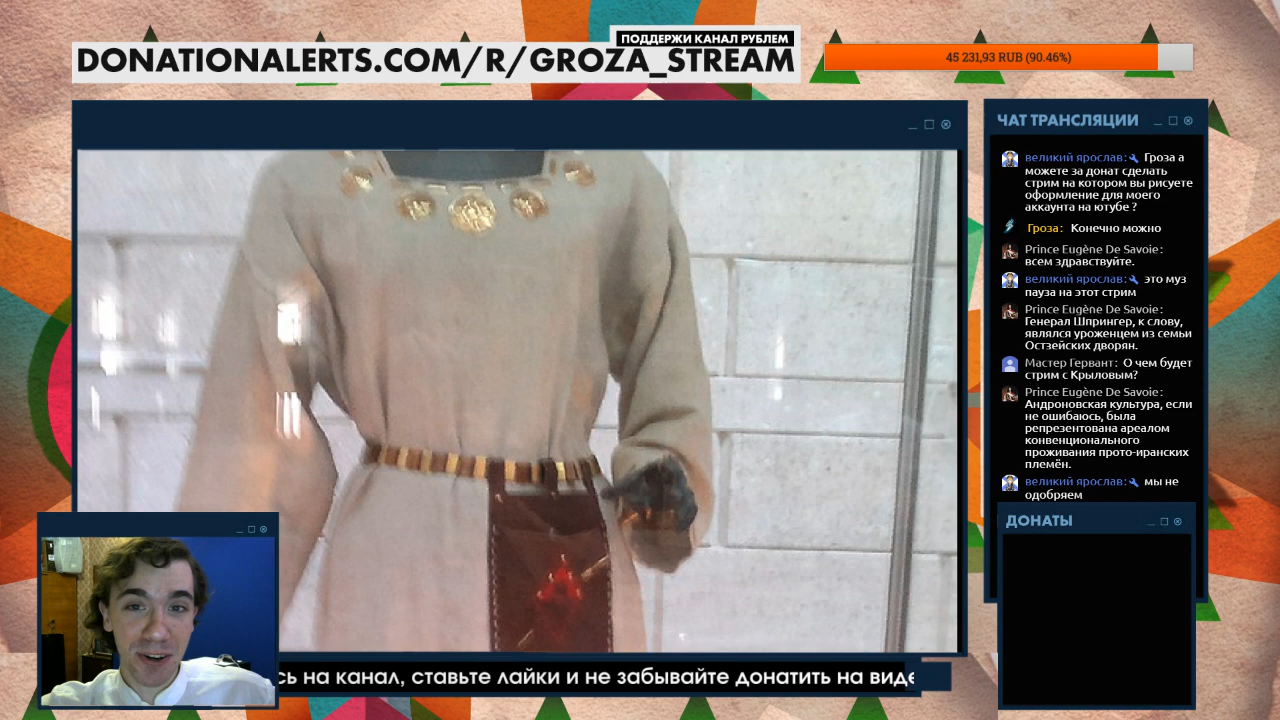 ПОДДЕРЖИ КАНАЛ РУБЛЕМ
DONATIONALERTS.COM/R/GROZA_STREAM
45 231,93 RUB (90.46%)
ЧАТ ТРАНСЛЯЦИИ
великий ярослав: Гроза а
можете за донат сделать
стрим на котором вы рисуете
оформление для моего
аккаунта на ютубе ?
Гроза: Конечно можно
Prince Eugène De Savoie:
всем здравствуйте.
великий ярослав: это муз
пауза на этот стрим
Prince Eugène De Savoie:
Генерал Шпрингер, к слову,
являлся уроженцем из семьи
Остзейских дворян.
Мастер Гервант: О чем будет
стрим с Крыловым?
Prince Eugène De Savoie:
Андроновская культура, если
не ошибаюсь, была
репрезентована ареалом
конвенционального
проживания прото-иранских
племён.
великий ярослав: мы не
одобряем
ДОНАТЫ
сь на канал, ставьте лайки и не забывайте донатить на виде